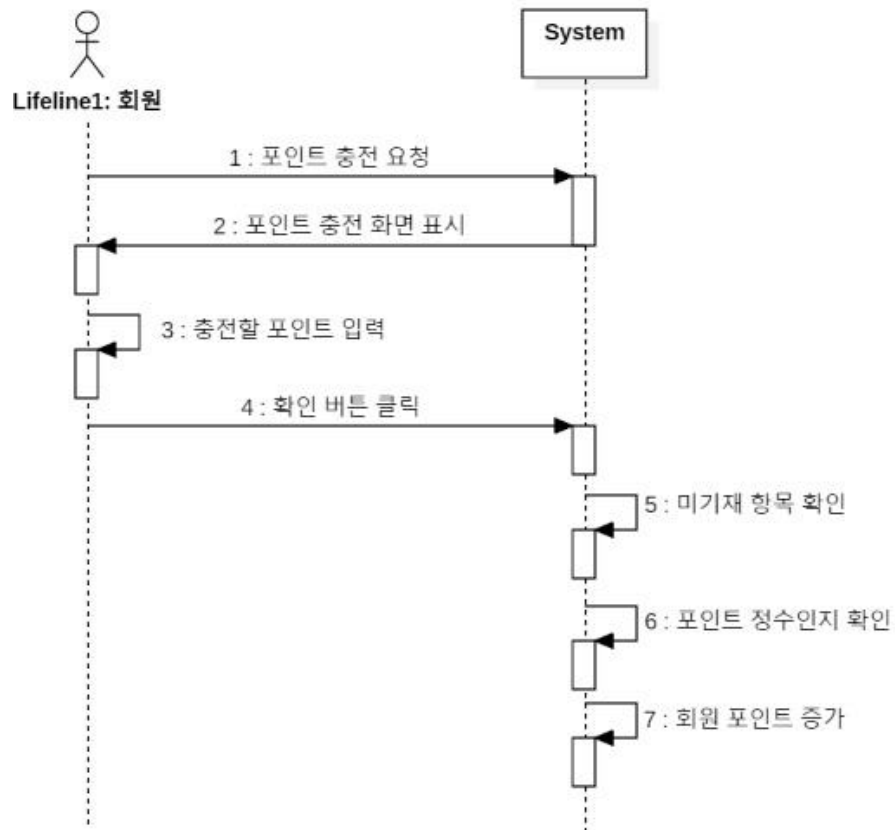 System
Lifeline1: 회원
1 : 포인트 충전 요청
2 : 포인트 충전 화면 표시
3 : 충전할 포인트 입력
4 : 확인 버튼 클릭
5 : 미기재 항목 확인
6 : 포인트 정수인지 확인
7 : 회원 포인트 증가